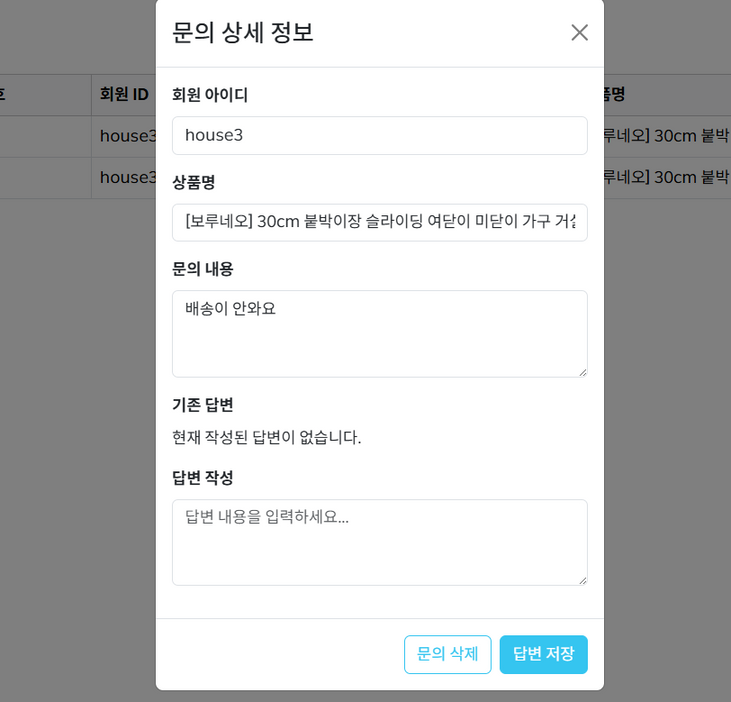 문의 상세 정보
회원 ID
품명
회원 아이디
house3
house3
루네오] 30cm 붙박
상품명
house3
루네오] 30cm 붙박
[보루네오] 30cm 붙박이장 슬라이딩 여닫이 미닫이 가구
문의 내용
배송이 안와요
기존 답변
현재 작성된 답변이 없습니다.
답변 작성
답변 내용을 입력하세요...
문의 삭제
답변 저장